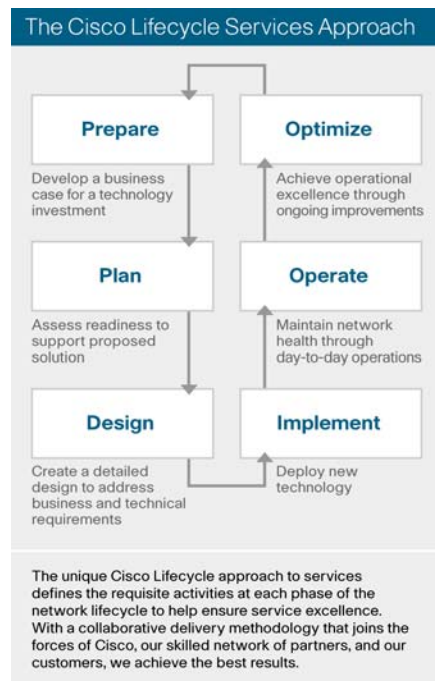 The Cisco Lifecycle Services Approach
Prepare
Develop a business
case for a technology
investment
Plan
Assess readiness to
support proposed
solution
Design
Create a detailed
design to address
business and technical
requirements
Implement
Deploy new
technology
Operate
Maintain network
health through
day-to-day operations
Optimize
Achieve operational
excellence through
ongoing improvements
The unique Cisco Lifecycle approach to services
defines the requisite activities at each phase of the
network lifecycle to help ensure service excellence.
With a collaborative delivery methodology that joins the
forces of Cisco, our skilled network of partners, and our
customers, we achieve the best results.